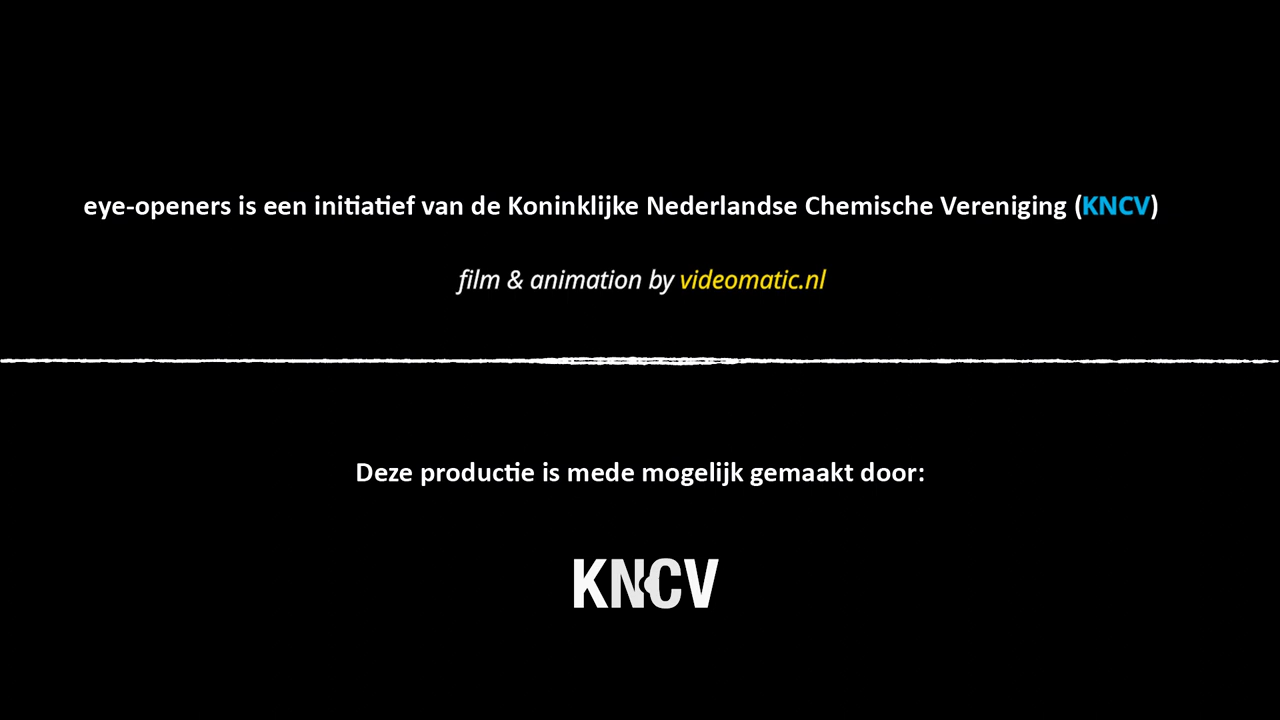 eye-openers is een initiatief van de Koninklijke Nederlandse Chemische Vereniging (KNCV)
film & animation by videomatic.nl
Deze productie is mede mogelijk gemaakt door:
KNCV